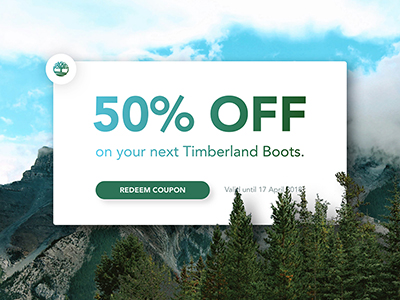 50% OFF
on your next Timberland Boots.
REDEEM COUPON
Valid until 17 April 2018